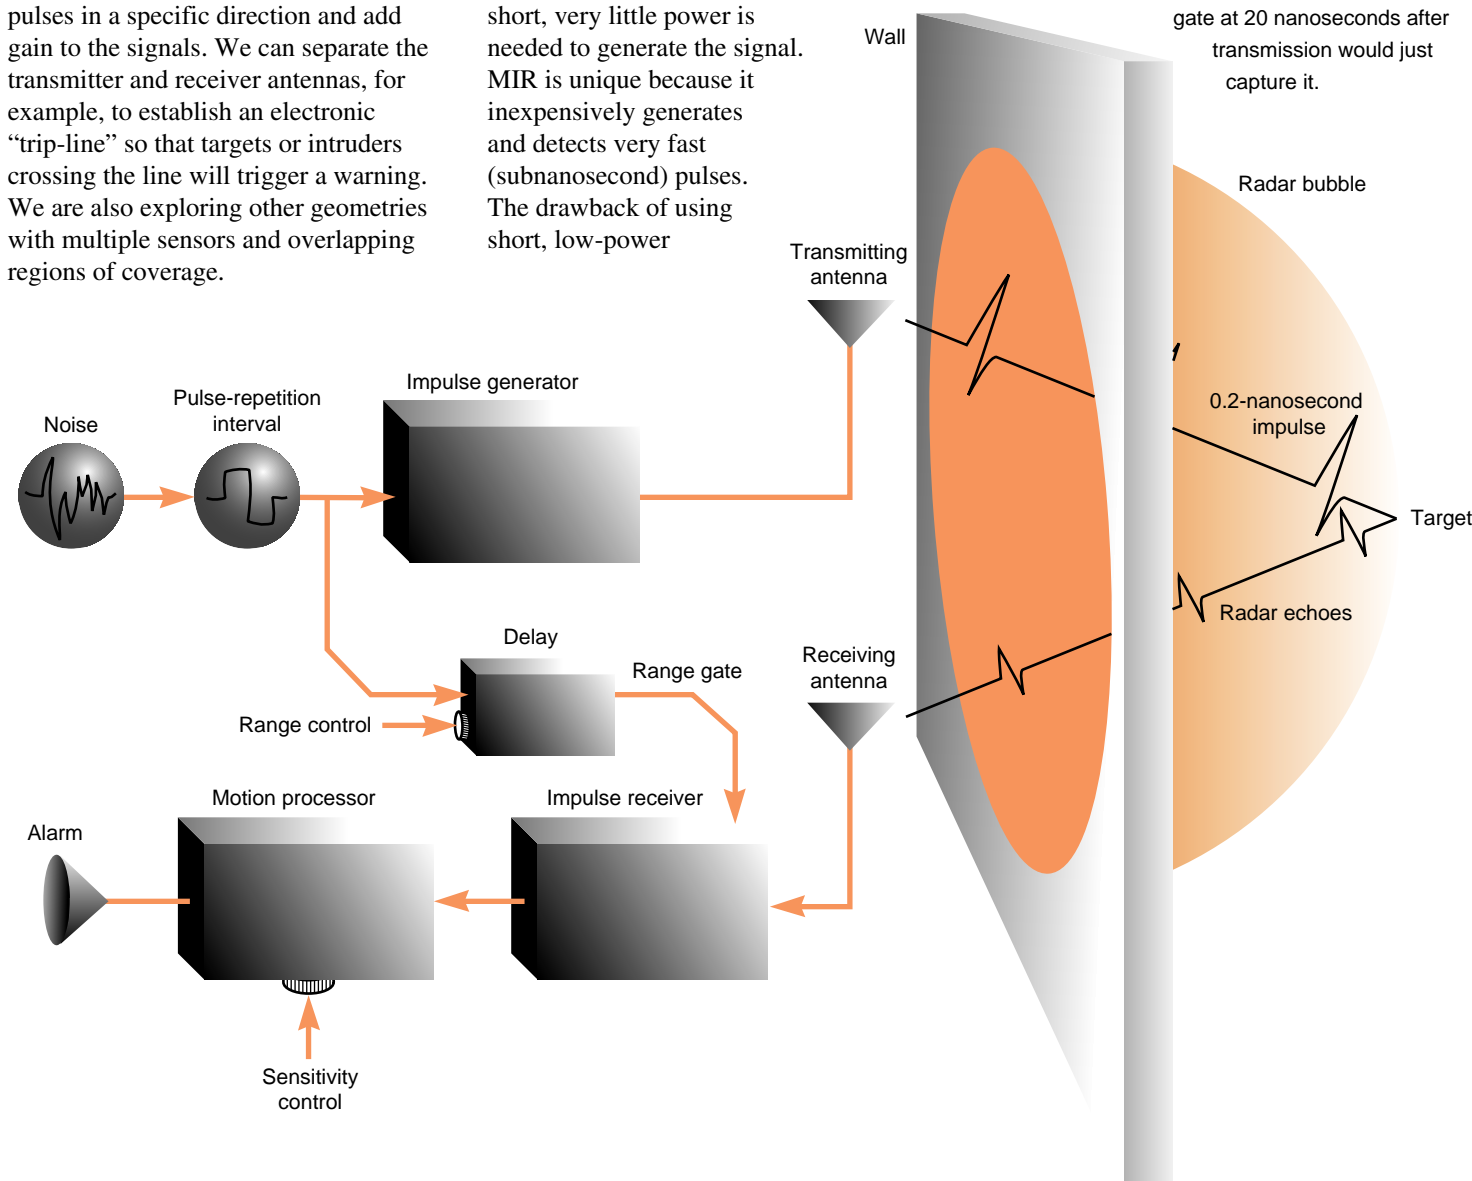 pulses in a specific direction and add
gain to the signals. We can separate the
transmitter and receiver antennas, for
example, to establish an electronic
“trip-line” so that targets or intruders
crossing the line will trigger a warning.
We are also exploring other geometries
with multiple sensors and overlapping
regions of coverage.
short, very little power is
needed to generate the signal.
MIR is unique because it
inexpensively generates
and detects very fast
(subnanosecond) pulses.
The drawback of using
short, low-power
gate at 20 nanoseconds after
transmission would just
capture it.
Wall
Radar bubble
Transmitting
antenna
Impulse generator
Pulse-repetition
interval
Noise
0.2-nanosecond
impulse
Target
Radar echoes
Delay
Range gate
Receiving
antenna
Range control
Motion processor
Impulse receiver
Alarm
Sensitivity
control